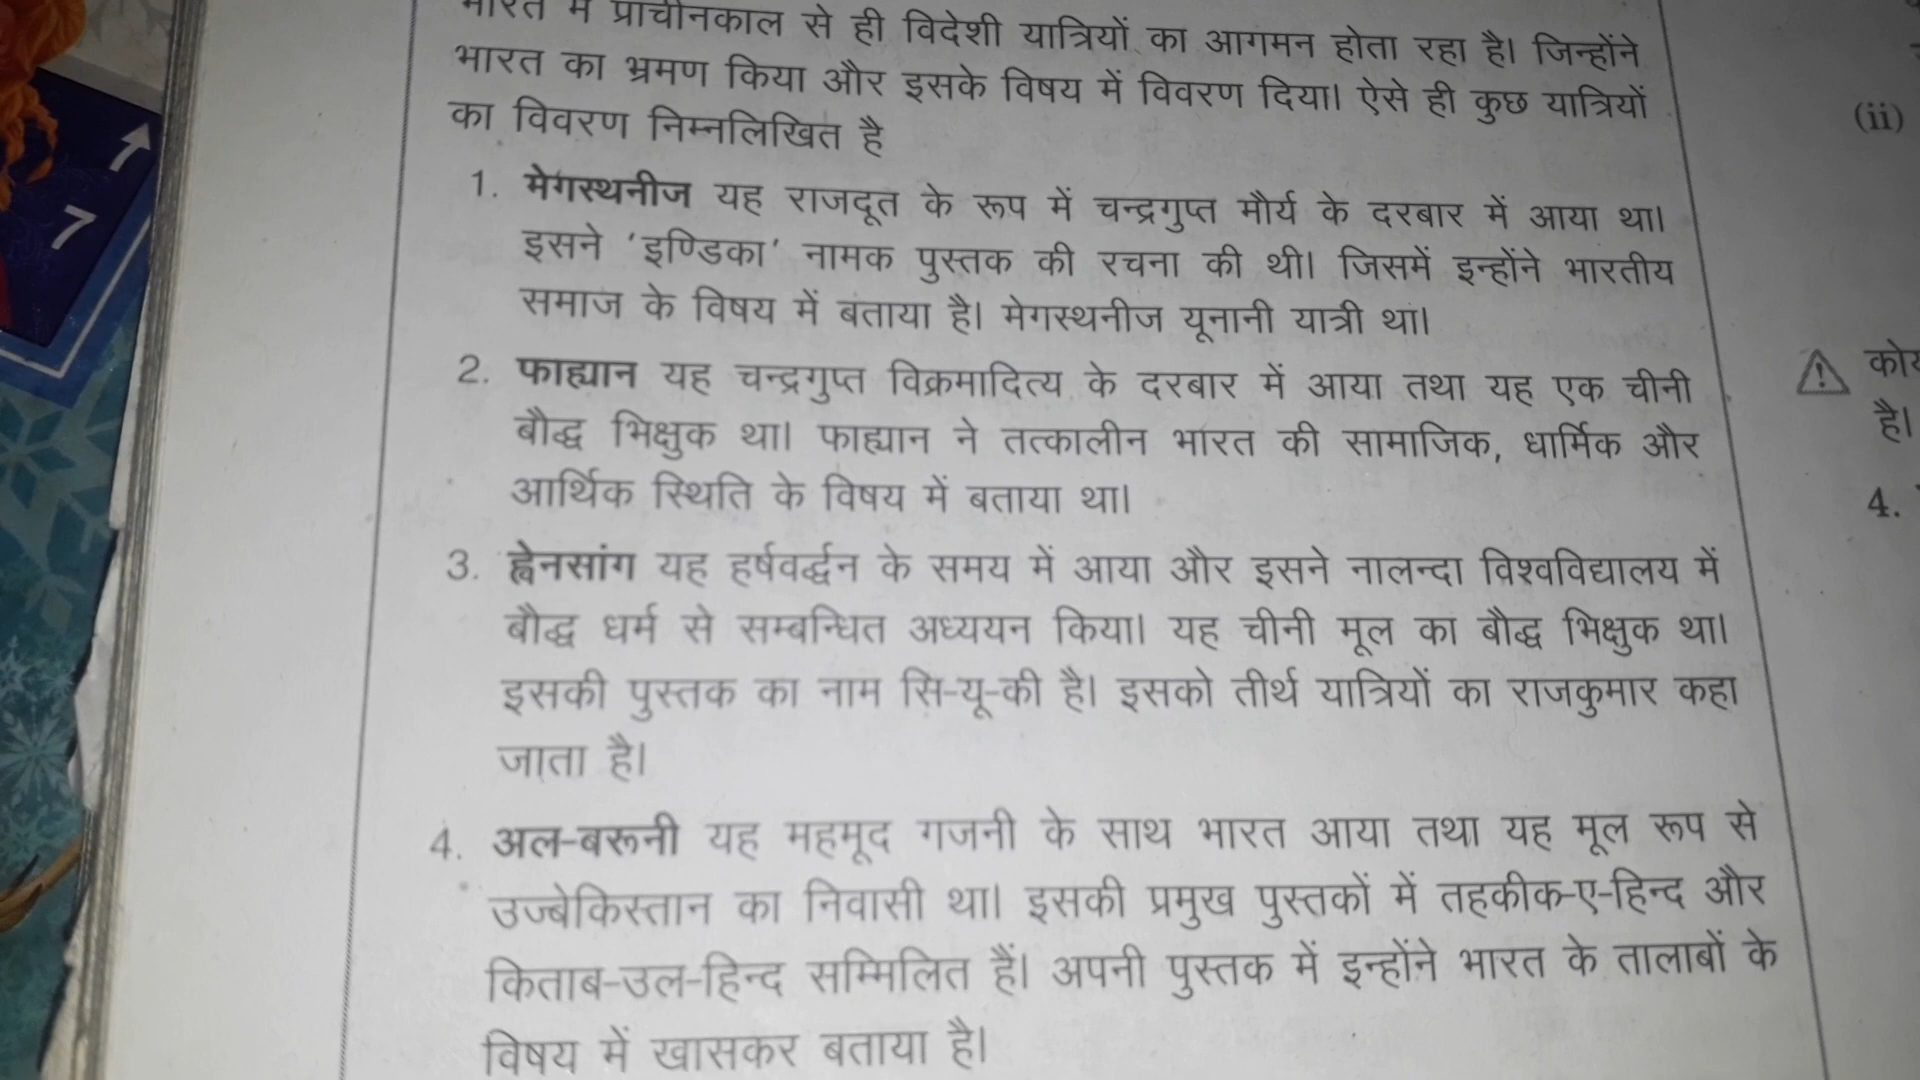 भारत में प्राचीनकाल से ही विदेशी यात्रियों का आगमन होता रहा है। जिन्होंने
भारत का भ्रमण किया और इसके विषय में विवरण दिया। ऐसे ही कुछ यात्रियों
का विवरण निम्नलिखित है
1. मेगस्थनीज यह राजदूत के रूप में चन्द्रगुप्त मौर्य के दरबार में आया था।
इसने 'इण्डिका' नामक पुस्तक की रचना की थी। जिसमें इन्होंने भारतीय
समाज के विषय में बताया है। मेगस्थनीज यूनानी यात्री था।
2. फाह्यान यह चन्द्रगुप्त विक्रमादित्य के दरबार में आया तथा यह एक चीनी
बौद्ध भिक्षुक था। फाह्यान ने तत्कालीन भारत की सामाजिक, धार्मिक और
आर्थिक स्थिति के विषय में बताया था।
3. ह्वेनसांग यह हर्षवर्द्धन के समय में आया और इसने नालन्दा विश्वविद्यालय में
बौद्ध धर्म से सम्बन्धित अध्ययन किया। यह चीनी मूल का बौद्ध भिक्षुक था।
इसकी पुस्तक का नाम सि-यू-की है। इसको तीर्थ यात्रियों का राजकुमार कहा
जाता है।
4. अल-बरूनी यह महमूद गजनी के साथ भारत आया तथा यह मूल रूप से
उज्बेकिस्तान का निवासी था। इसकी प्रमुख पुस्तकों में तहकीक-ए-हिन्द और
किताब-उल-हिन्द सम्मिलित हैं। अपनी पुस्तक में इन्होंने भारत के तालाबों के
विषय में खासकर बताया है।
(ii)
है।
4.
7